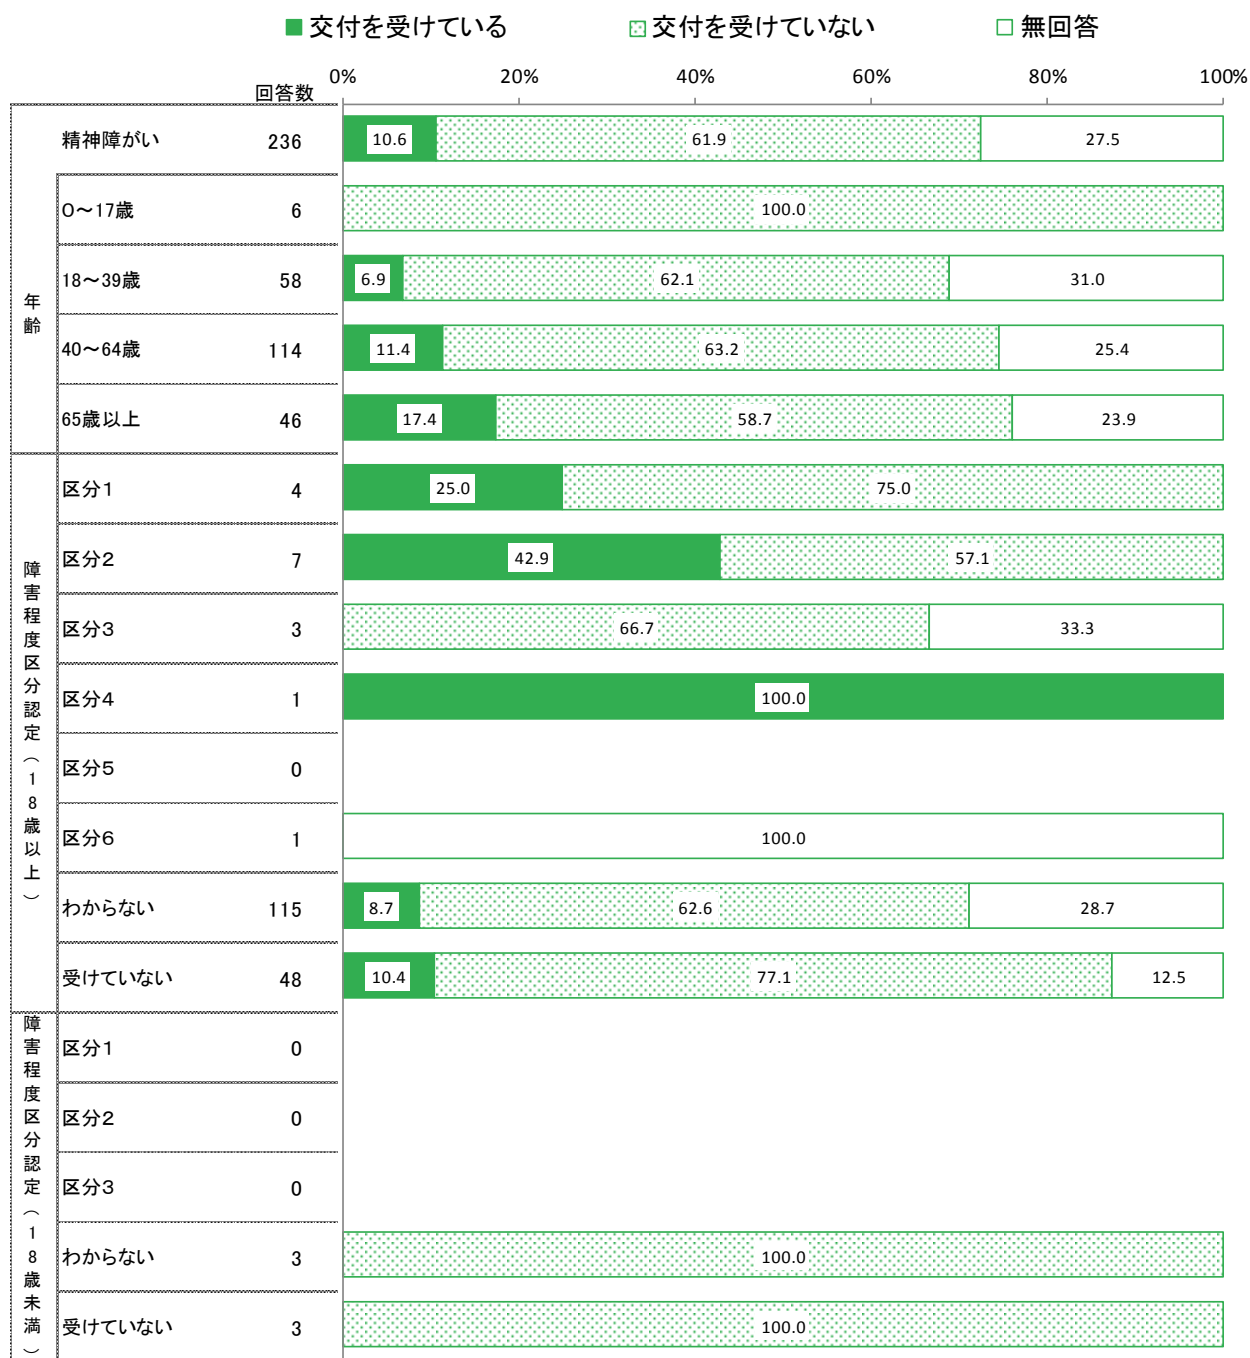 交付を受けている 交付を受けていない 無回答
0% 20% 40% 60% 80% 100%
回答数
精神障がい 236 10.6 61.9 27.5
年齢
0～17歳 6 100.0
18～39歳 58 6.9 62.1 31.0
40～64歳 114 11.4 63.2 25.4
65歳以上 46 17.4 58.7 23.9
障害程度区分認定（18歳以上）
区分1 4 25.0 75.0
区分2 7 42.9 57.1
区分3 3 66.7 33.3
区分4 1 100.0
区分5 0
区分6 1 100.0
わからない 115 8.7 62.6 28.7
受けていない 48 10.4 77.1 12.5
障害程度区分認定（18歳未満）
区分1 0
区分2 0
区分3 0
わからない 3 100.0
受けていない 3 100.0